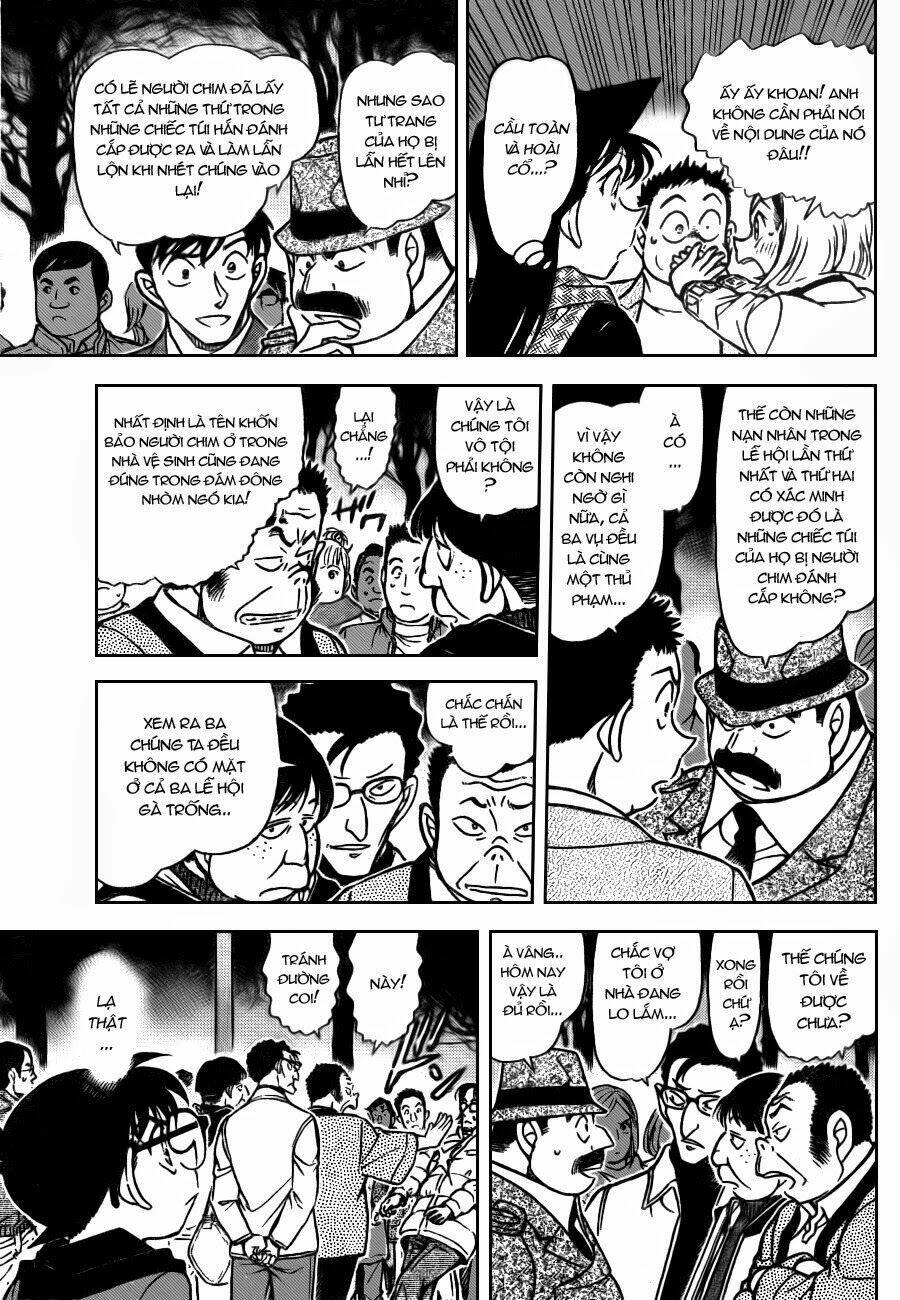 ẤY ẤY KHOAN! ANH
KHÔNG CẦN PHẢI NÓI
VỀ NỘI DUNG CỦA NÓ
ĐÂU!!
CẦU TOÀN
VÀ HOÀI
CỔ...?
NHƯNG SAO
TƯ TRANG
CỦA HỌ BỊ
LẪN HẾT LÊN
NHỈ?
CÓ LẼ NGƯỜI CHIM ĐÃ LẤY
TẤT CẢ NHỮNG THỨ TRONG
NHỮNG CHIẾC TÚI HẮN ĐÁNH
CẮP ĐƯỢC RA VÀ LÀM LẪN
LỘN KHI NHÉT CHÚNG VÀO
LẠI!
THẾ CÒN NHỮNG
NẠN NHÂN TRONG
LỄ HỘI LẦN THỨ
NHẤT VÀ THỨ HAI
CÓ XÁC MINH
ĐƯỢC ĐÓ LÀ
NHỮNG CHIẾC TÚI
CỦA HỌ BỊ NGƯỜI
CHIM ĐÁNH
CẮP KHÔNG?
À
CÓ
...
VÌ VẬY
KHÔNG
CÒN NGHI
NGỜ GÌ
NỮA, CẢ
BA VỤ ĐỀU
LÀ CÙNG
MỘT THỦ
PHẠM...
VẬY LÀ
CHÚNG TÔI
VÔ TỘI
PHẢI KHÔNG
?
LẠI
CHẲNG
...!
NHẤT ĐỊNH LÀ TÊN KHỐN
BẢO NGƯỜI CHIM Ở TRONG
NHÀ VỆ SINH CŨNG ĐANG
ĐỨNG TRONG ĐÁM ĐÔNG
NHÒM NGÓ KIA!
ドヷ
CHẮC CHẮN
LÀ THẾ RỒI...
XEM RA BA
CHÚNG TA ĐỀU
KHÔNG CÓ MẶT
Ở CẢ BA LỄ HỘI
GÀ TRỐNG..
THẾ CHÚNG
TÔI VỀ
ĐƯỢC
CHƯA?
XONG
RỒI
CHỨ
Ạ?
CHẮC VỢ
TÔI Ở
NHÀ ĐANG
LO LẮM...
À VÂNG..
HÔM NAY
VẬY LÀ
ĐỦ RỒI...
NÀY!
TRÁNH
ĐƯỜNG
COI!
LẠ
THẬT
...